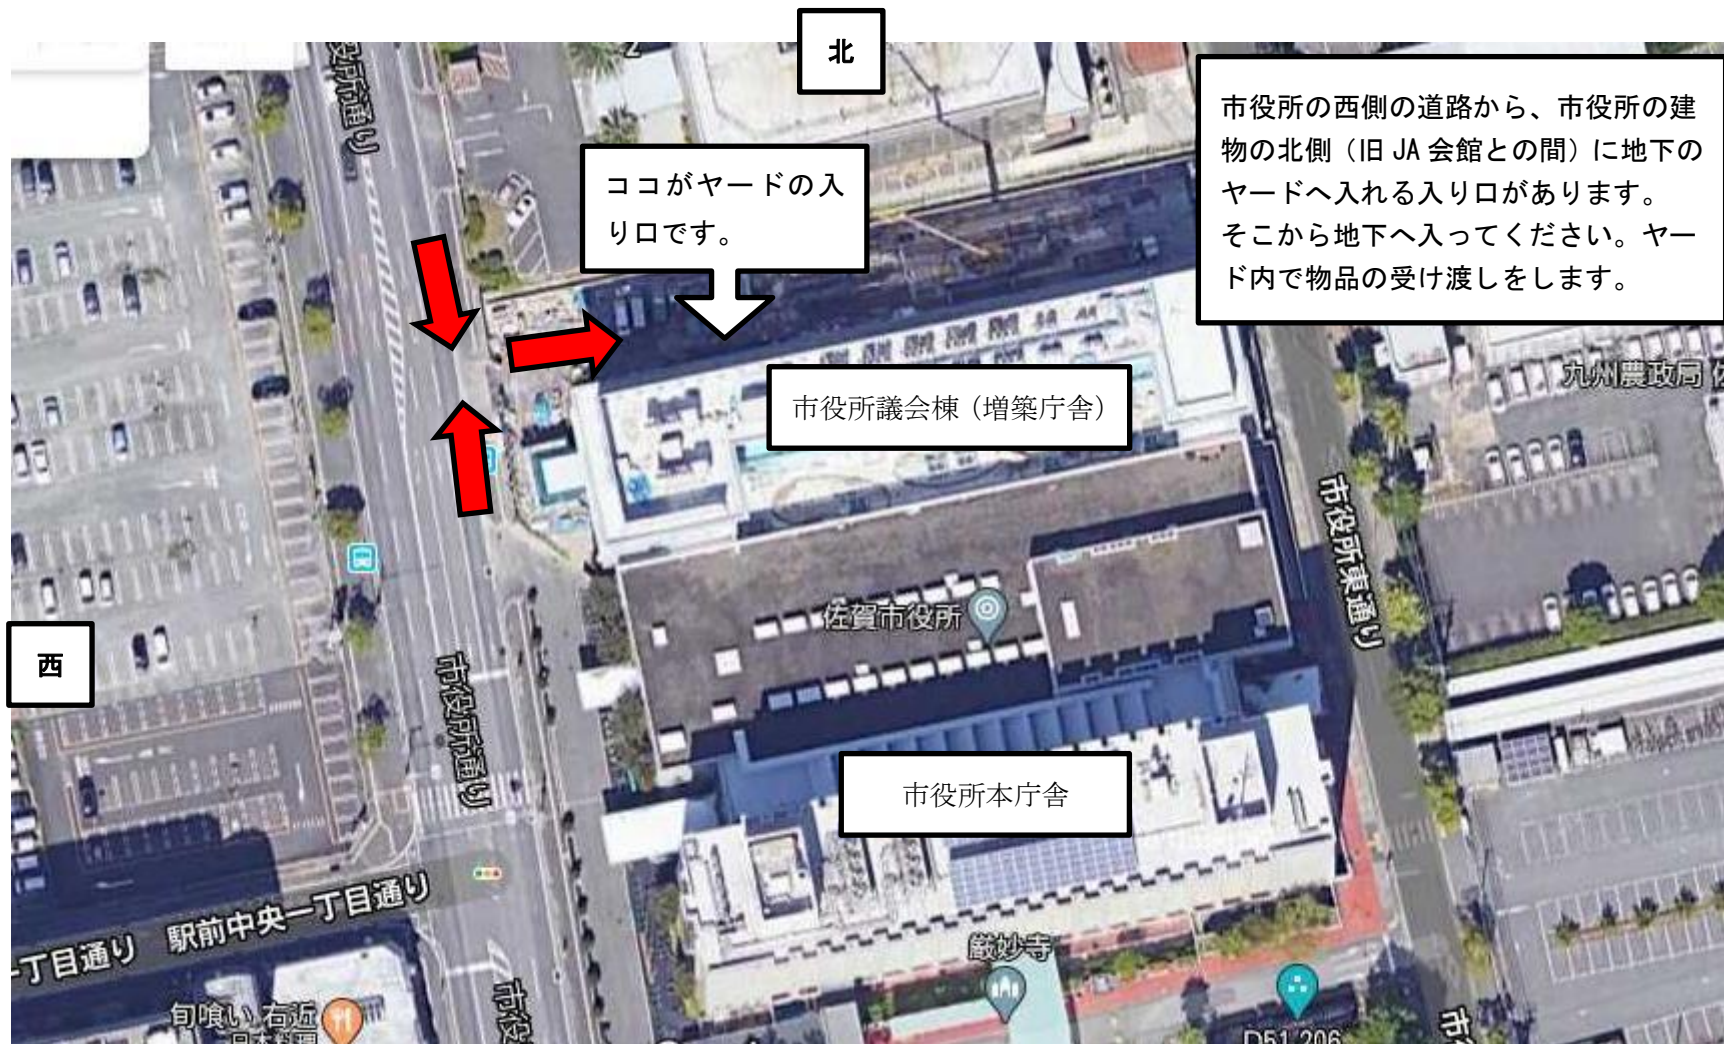 北
市役所の西側の道路から、市役所の建
物の北側（旧 JA 会館との間）に地下の
ヤードへ入れる入り口があります。
そこから地下へ入ってください。ヤー
ド内で物品の受け渡しをします。
ココがヤードの入
り口です。
役所通り
九州農政局
市役所議会棟（増築庁舎）
市役所東通り
佐賀市役所
西
市役所通り
市役所本庁舎
一丁目通り 駅前中央一丁目通り
厳妙寺
旬喰い 右近
日本料理
市役
D51 206